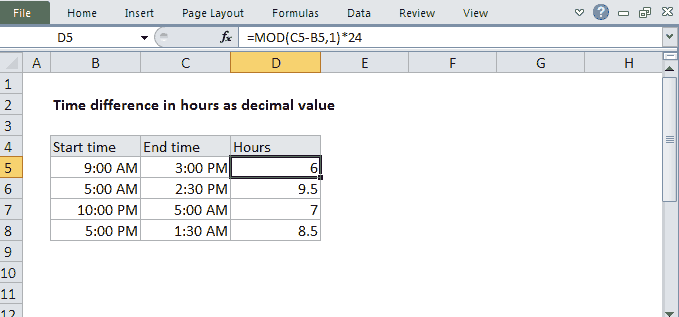 File Home Insert Page Layout Formulas Data Review View
D5 fx =MOD(C5-B5,1)*24
A B C D E F G H
1
2 Time difference in hours as decimal value
3
4 Start time End time Hours
5 9:00 AM 3:00 PM 6
6 5:00 AM 2:30 PM 9.5
7 10:00 PM 5:00 AM 7
8 5:00 PM 1:30 AM 8.5
9
10
11
12